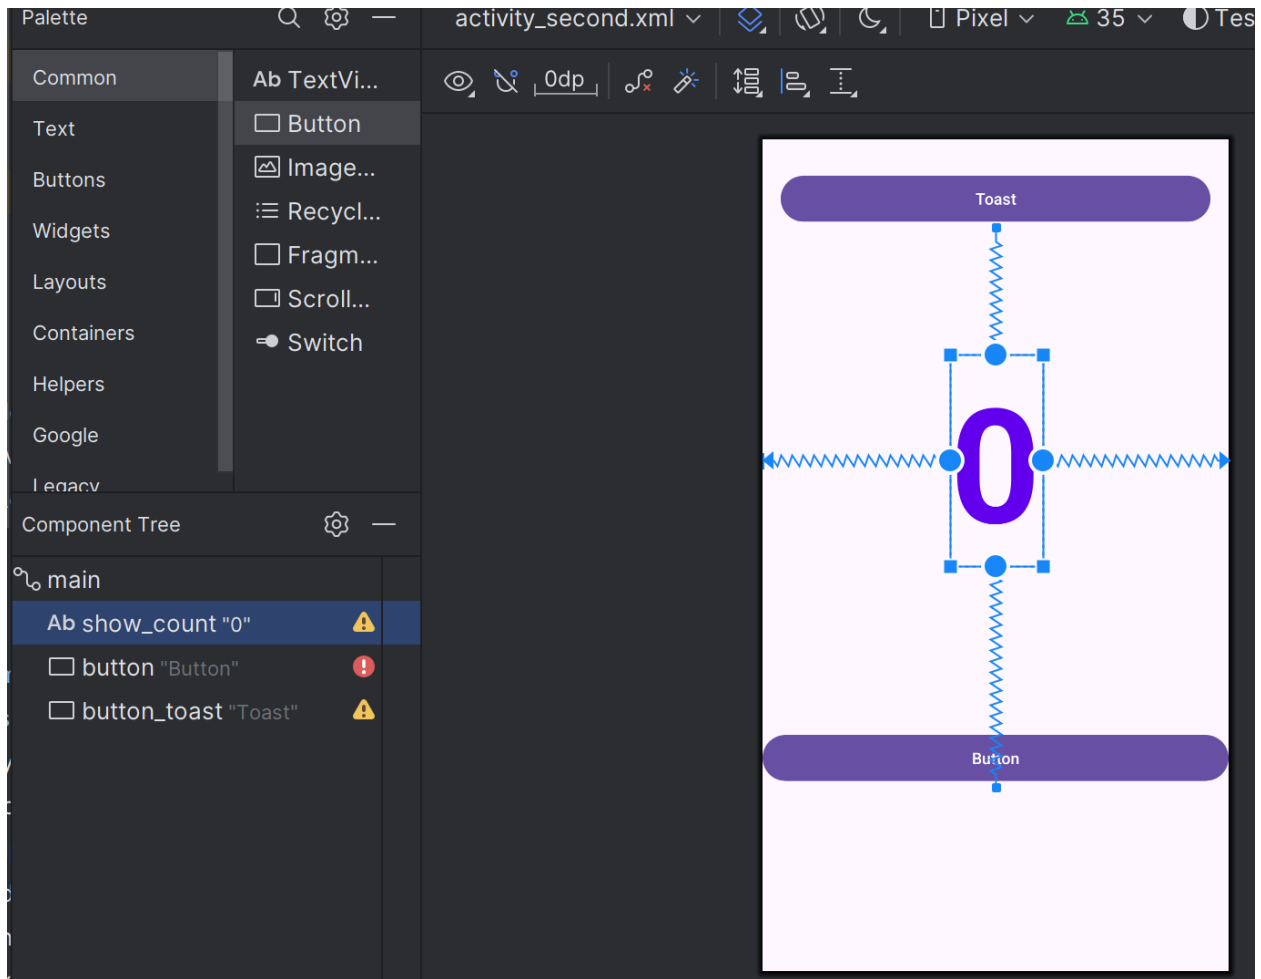 Palette
activity_second.xml
Pixel
35
Tes
Common
Text
Buttons
Widgets
Layouts
Containers
Helpers
Google
Legacy
Ab TextVi...
Button
Image...
Recycl...
Fragm...
Scroll...
Switch
0dp
Component Tree
main
Ab show_count "0"
button "Button"
button_toast "Toast"
Toast
0
Button